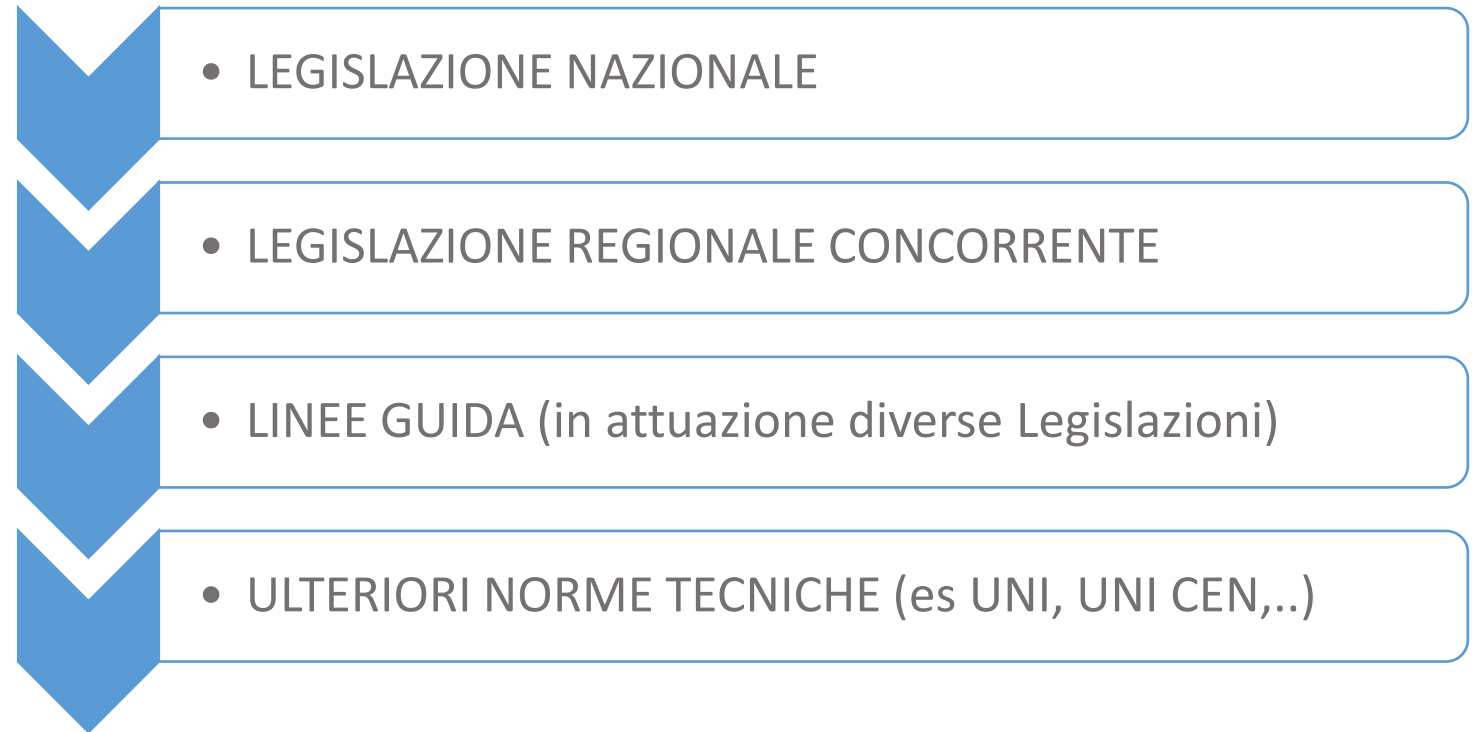 • LEGISLAZIONE NAZIONALE
• LEGISLAZIONE REGIONALE CONCORRENTE
• LINEE GUIDA (in attuazione diverse Legislazioni)
• ULTERIORI NORME TECNICHE (es UNI, UNI CEN,..)